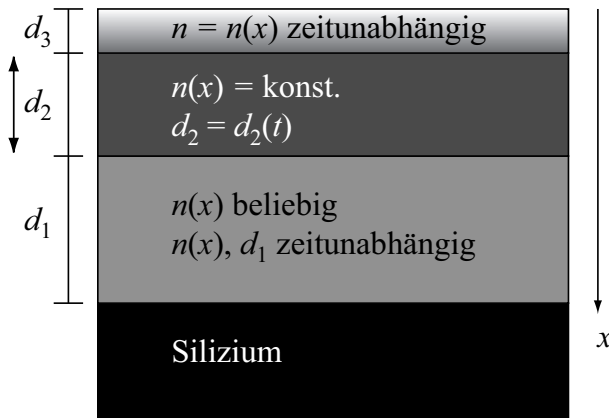 d₃
n = n(x) zeitunabhängig
d₂
n(x) = konst.
d₂ = d₂(t)
d₁
n(x) beliebig
n(x), d₁ zeitunabhängig
Silizium
x